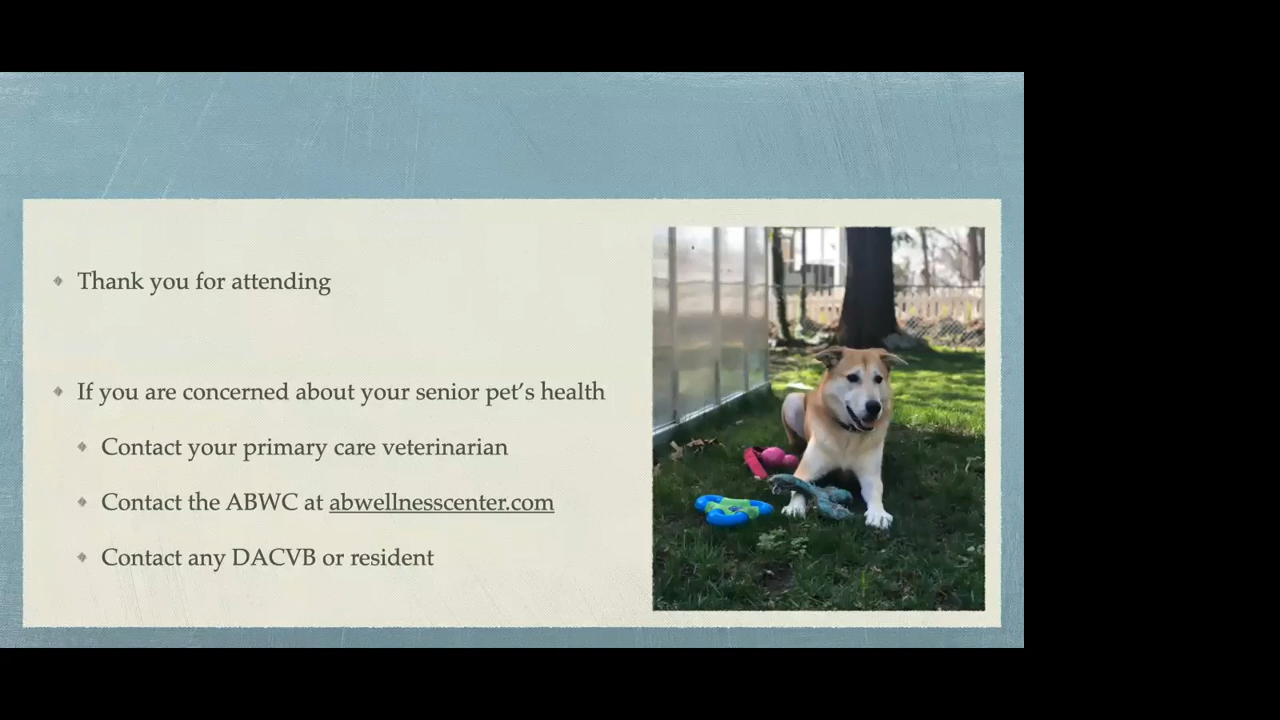 Thank you for attending
If you are concerned about your senior pet’s health
Contact your primary care veterinarian
Contact the ABWC at abwellnesscenter.com
Contact any DACVB or resident